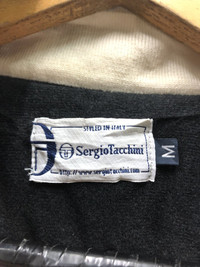 STYLED IN ITALY
SergioTacchini
http://www.sergiotacchini.com
M